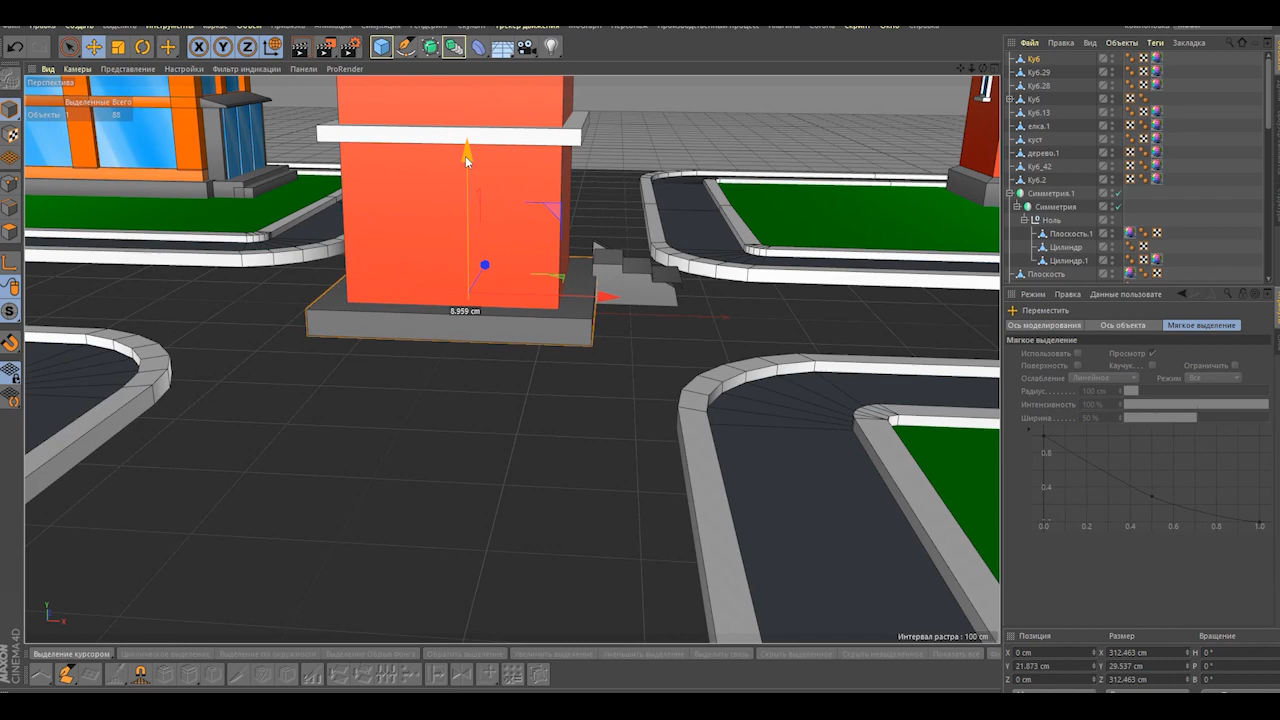 Вид Камеры Представление Настройки Фильтр индикации Панели ProRender
Перспектива
Выделенные Всего
Объекты 1 88
8.959 cm
Интервал растра : 100 cm
Y
X
Выделение курсором
MAXON CINEMA4D
Файл Правка Вид Объекты Теги Закладка
Куб
Куб.29
Куб.28
Куб
Куб.13
елка.1
куст
дерево.1
Куб_42
Куб.2
Симметрия.1
Симметрия
Ноль
Плоскость.1
Цилиндр
Цилиндр.1
Плоскость
Режим Правка Данные пользовате
Переместить
Ось моделирования Ось объекта Мягкое выделение
Мягкое выделение
Использовать Просмотр
Поверхность Каучук. . . Ограничить
Ослабление Линейное Режим Все
Радиус. . . . . . . 100 cm
Интенсивность 100 %
Ширина . . . . . . 50 %
0.8
0.4
0.0 0.2 0.4 0.6 0.8 1.0
Позиция Размер Вращение
X 0 cm X 312.463 cm H 0 °
Y 21.873 cm Y 29.537 cm P 0 °
Z 0 cm Z 312.463 cm B 0 °